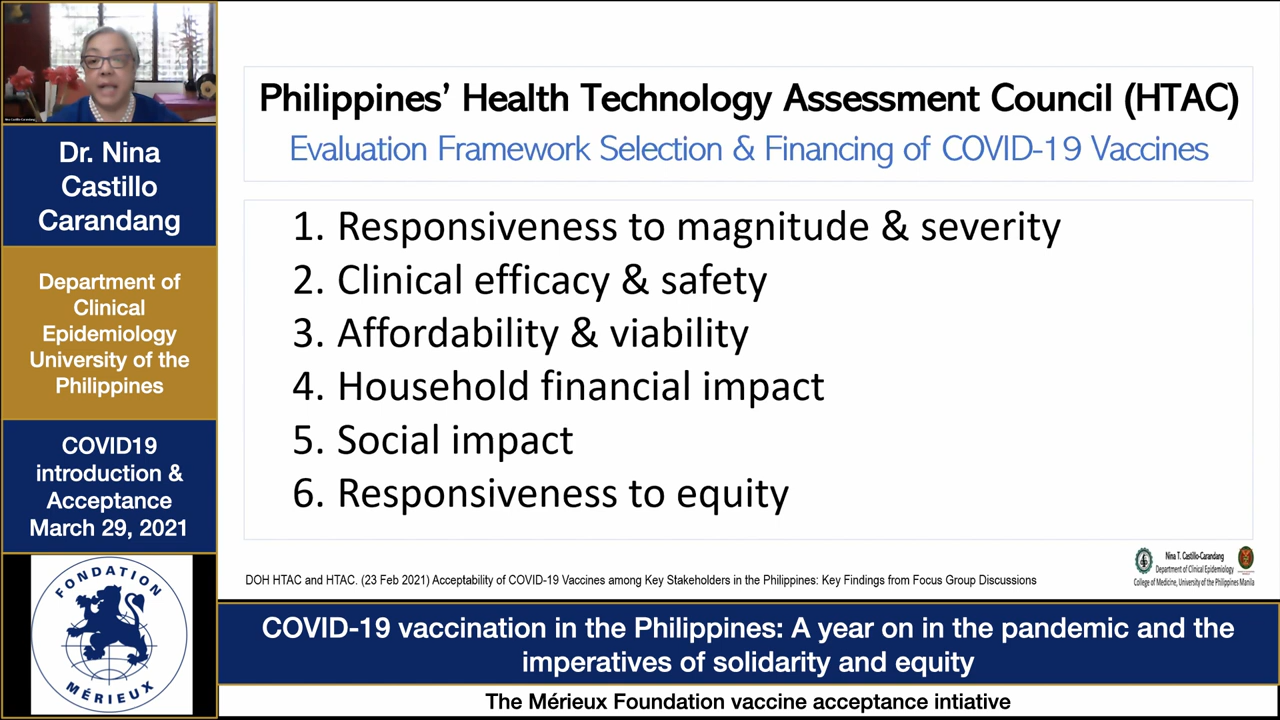 Nina Castillo Carandang
Dr. Nina
Castillo
Carandang
Department of
Clinical
Epidemiology
University of the
Philippines
COVID19
introduction &
Acceptance
March 29, 2021
FONDATION
MÉRIEUX
Philippines’ Health Technology Assessment Council (HTAC)
Evaluation Framework Selection & Financing of COVID-19 Vaccines
1. Responsiveness to magnitude & severity
2. Clinical efficacy & safety
3. Affordability & viability
4. Household financial impact
5. Social impact
6. Responsiveness to equity
Nina T. Castillo-Carandang
Department of Clinical Epidemiology
College of Medicine, University of the Philippines Manila
DOH HTAC and HTAC. (23 Feb 2021) Acceptability of COVID-19 Vaccines among Key Stakeholders in the Philippines: Key Findings from Focus Group Discussions
COVID-19 vaccination in the Philippines: A year on in the pandemic and the
imperatives of solidarity and equity
The Mérieux Foundation vaccine acceptance intiative